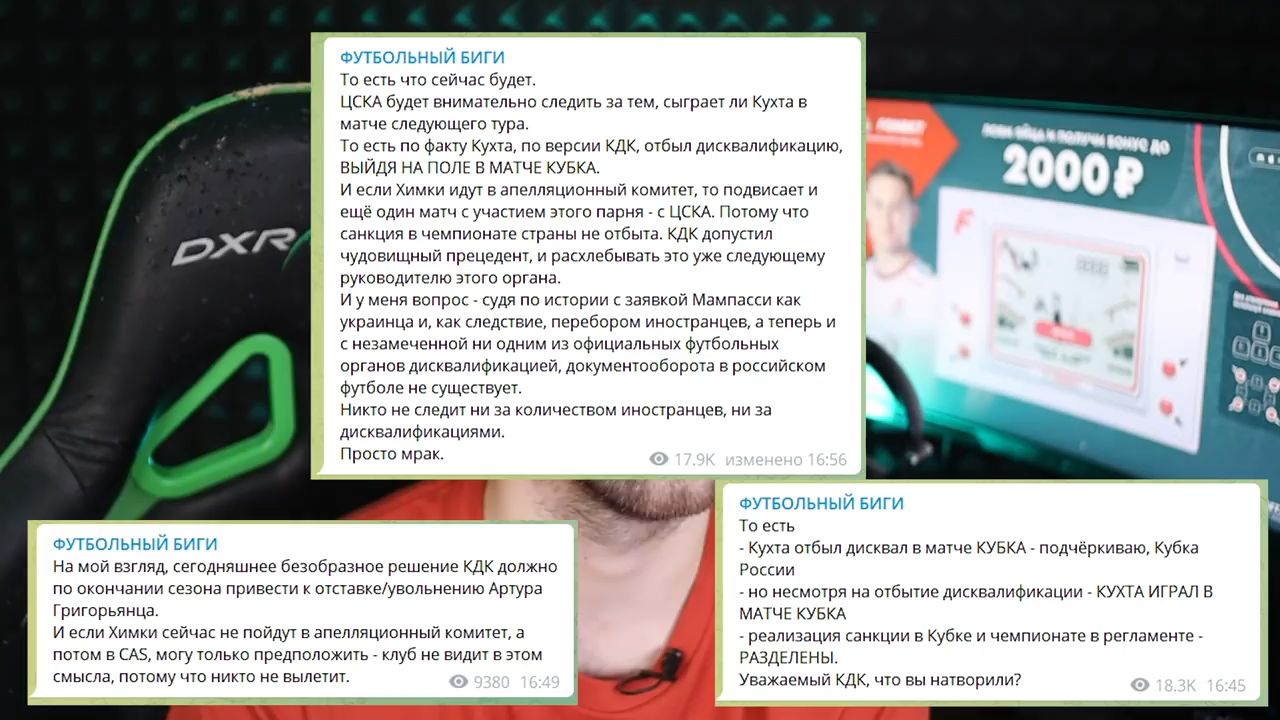 ФУТБОЛЬНЫЙ БИГИ
То есть что сейчас будет.
ЦСКА будет внимательно следить за тем, сыграет ли Кухта в
матче следующего тура.
То есть по факту Кухта, по версии КДК, отбыл дисквалификацию,
ВЫЙДЯ НА ПОЛЕ В МАТЧЕ КУБКА.
И если Химки идут в апелляционный комитет, то подвисает и
ещё один матч с участием этого парня - с ЦСКА. Потому что
санкция в чемпионате страны не отбыта. КДК допустил
чудовищный прецедент, и расхлебывать это уже следующему
руководителю этого органа.
И у меня вопрос - судя по истории с заявкой Мампасси как
украинца и, как следствие, перебором иностранцев, а теперь и
с незамеченной ни одним из официальных футбольных
органов дисквалификацией, документооборота в российском
футболе не существует.
Никто не следит ни за количеством иностранцев, ни за
дисквалификациями.
Просто мрак.
17.9K изменено 16:56
DXR
2000 ₽
ФУТБОЛЬНЫЙ БИГИ
На мой взгляд, сегодняшнее безобразное решение КДК должно
по окончании сезона привести к отставке/увольнению Артура
Григорьянца.
И если Химки сейчас не пойдут в апелляционный комитет, а
потом в CAS, могу только предположить - клуб не видит в этом
смысла, потому что никто не вылетит.
9380 16:49
ФУТБОЛЬНЫЙ БИГИ
То есть
- Кухта отбыл дисквал в матче КУБКА - подчёркиваю, Кубка
России
- но несмотря на отбытие дисквалификации - КУХТА ИГРАЛ В
МАТЧЕ КУБКА
- реализация санкции в Кубке и чемпионате в регламенте -
РАЗДЕЛЕНЫ.
Уважаемый КДК, что вы натворили?
18.3K 16:45